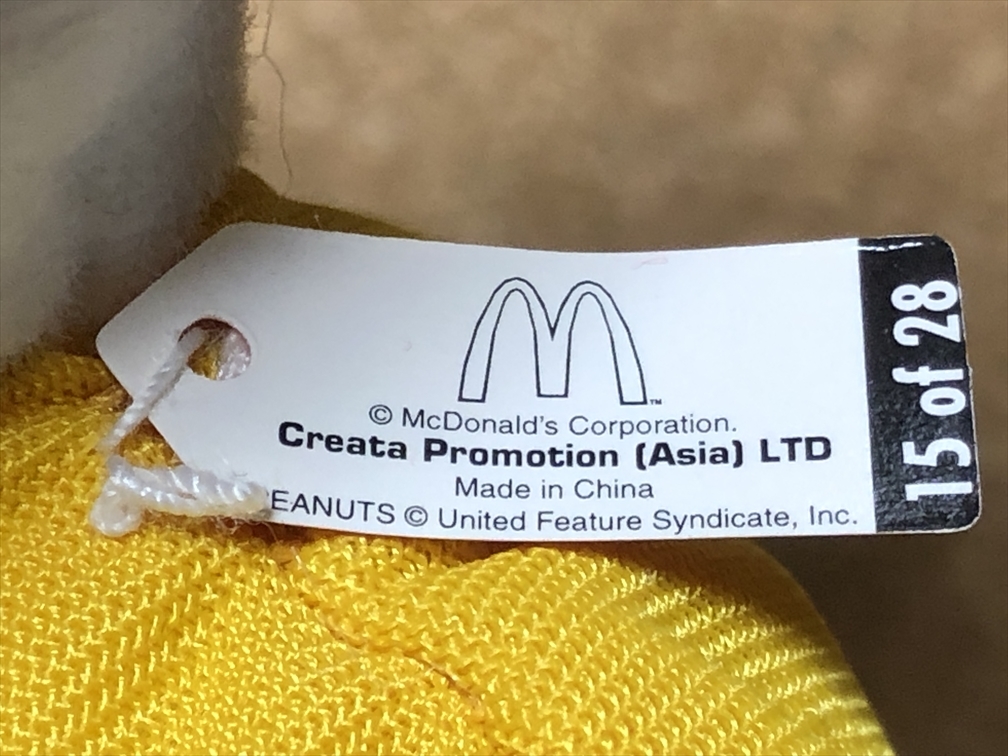 ™
© McDonald's Corporation.
Creata Promotion (Asia) LTD
Made in China
EANUTS © United Feature Syndicate, Inc.
15 of 28